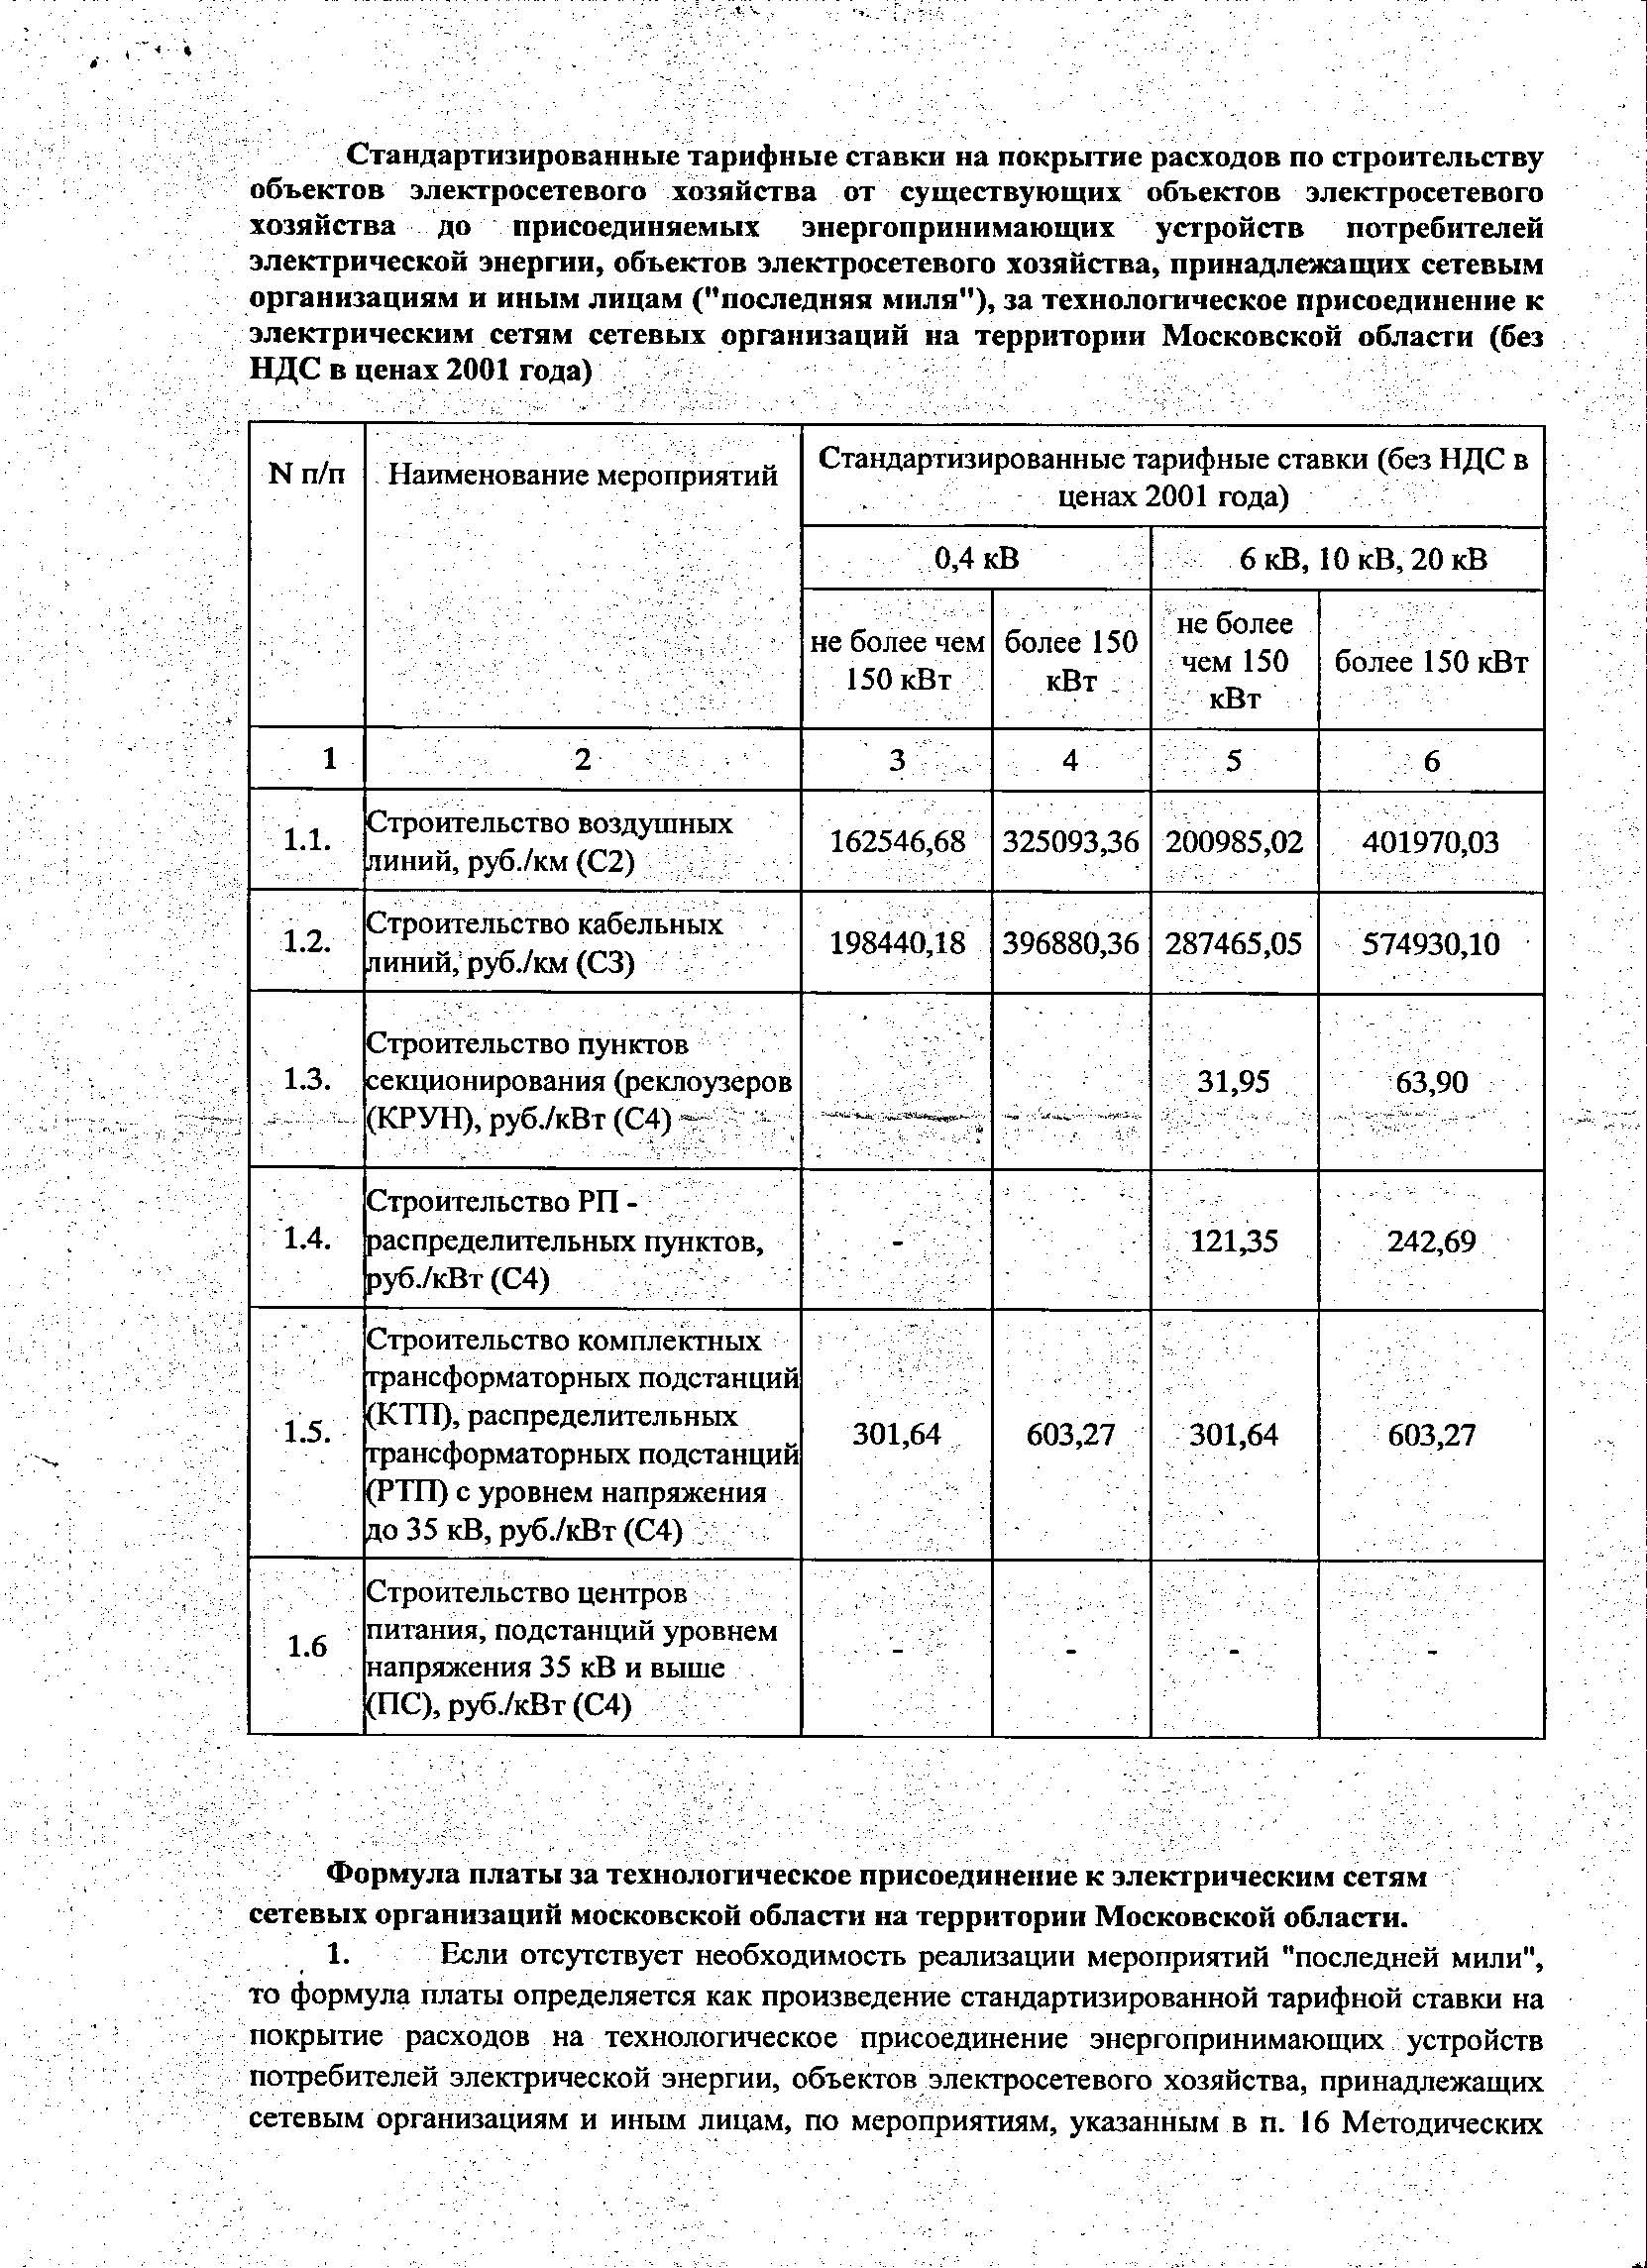 Стандартизированные тарифные ставки на покрытие расходов по строительству
объектов электросетевого хозяйства от существующих объектов электросетевого
хозяйства до присоединяемых энергопринимающих устройств потребителей
электрической энергии, объектов электросетевого хозяйства, принадлежащих сетевым
организациям и иным лицам ("последняя миля"), за технологическое присоединение к
электрическим сетям сетевых организаций на территории Московской области (без
НДС в ценах 2001 года)
N п/п Наименование мероприятий Стандартизированные тарифные ставки (без НДС в
ценах 2001 года)
0,4 кВ 6 кВ, 10 кВ, 20 кВ
не более чем
150 кВт
более 150
кВт
не более
чем 150
кВт
более 150 кВт
1 2 3 4 5 6
1.1.
Строительство воздушных
линий, руб./км (С2)
162546,68 325093,36 200985,02 401970,03
1.2.
Строительство кабельных
линий, руб./км (С3)
198440,18 396880,36 287465,05 574930,10
1.3.
Строительство пунктов
секционирования (реклоузеров
(КРУН), руб./кВт (С4)
31,95 63,90
1.4.
Строительство РП -
распределительных пунктов,
руб./кВт (С4)
- 121,35 242,69
1.5.
Строительство комплектных
трансформаторных подстанций
(КТП), распределительных
трансформаторных подстанций
(РТП) с уровнем напряжения
до 35 кВ, руб./кВт (С4)
301,64 603,27 301,64 603,27
1.6
Строительство центров
питания, подстанций уровнем
напряжения 35 кВ и выше
(ПС), руб./кВт (С4)
- - - -
Формула платы за технологическое присоединение к электрическим сетям
сетевых организаций московской области на территории Московской области.
1. Если отсутствует необходимость реализации мероприятий "последней мили",
то формула платы определяется как произведение стандартизированной тарифной ставки на
покрытие расходов на технологическое присоединение энергопринимающих устройств
потребителей электрической энергии, объектов электросетевого хозяйства, принадлежащих
сетевым организациям и иным лицам, по мероприятиям, указанным в п. 16 Методических